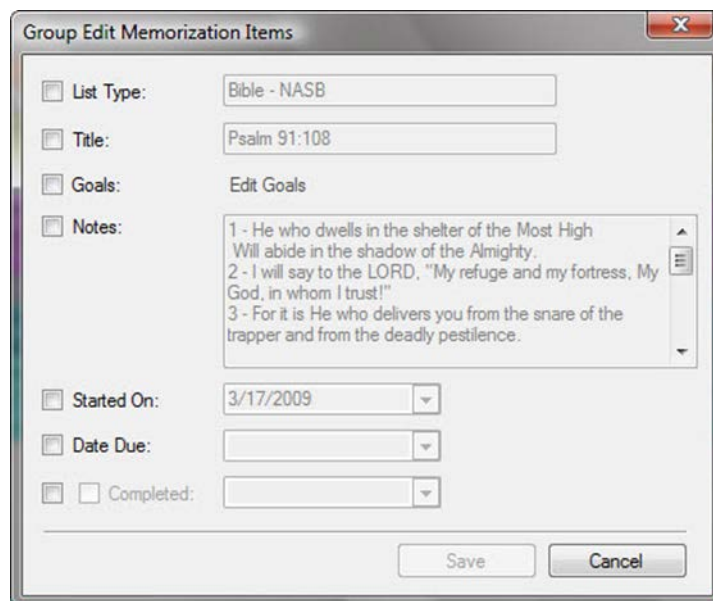 Group Edit Memorization Items
List Type: Bible - NASB
Title: Psalm 91:108
Goals: Edit Goals
Notes: 1 - He who dwells in the shelter of the Most High
Will abide in the shadow of the Almighty.
2 - I will say to the LORD, "My refuge and my fortress, My
God, in whom I trust!"
3 - For it is He who delivers you from the snare of the
trapper and from the deadly pestilence.
Started On: 3/17/2009
Date Due:
Completed:
Save Cancel